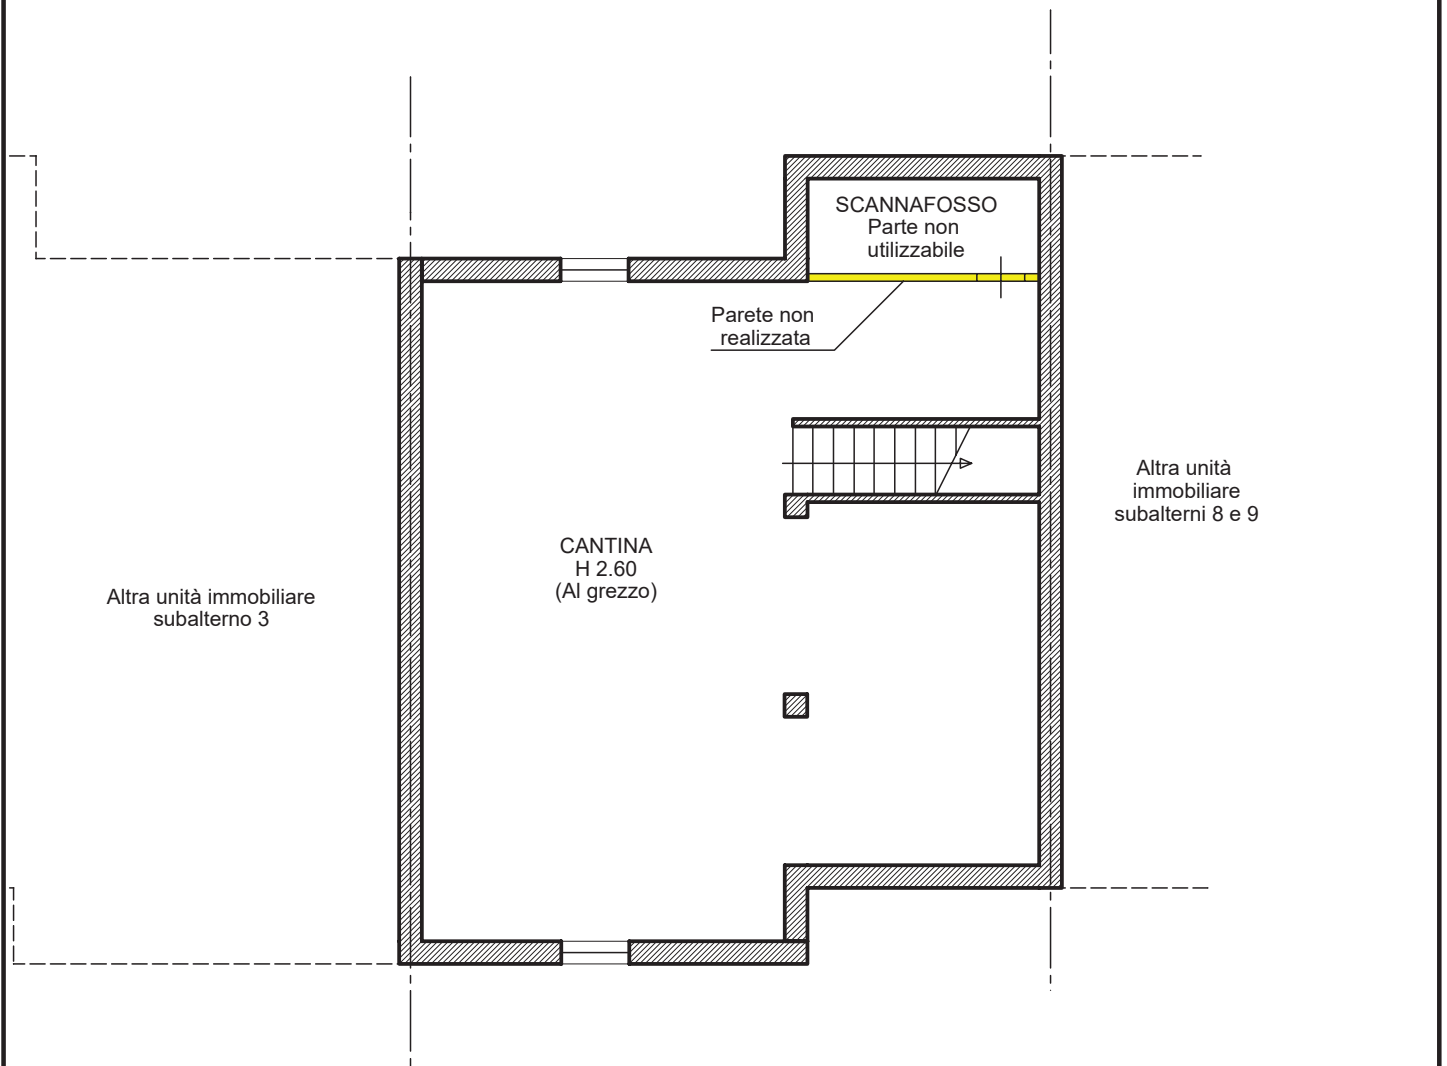 SCANNAFOSSO
Parte non
utilizzabile
Parete non
realizzata
Altra unità
immobiliare
subalterni 8 e 9
CANTINA
H 2.60
(Al grezzo)
Altra unità immobiliare
subalterno 3